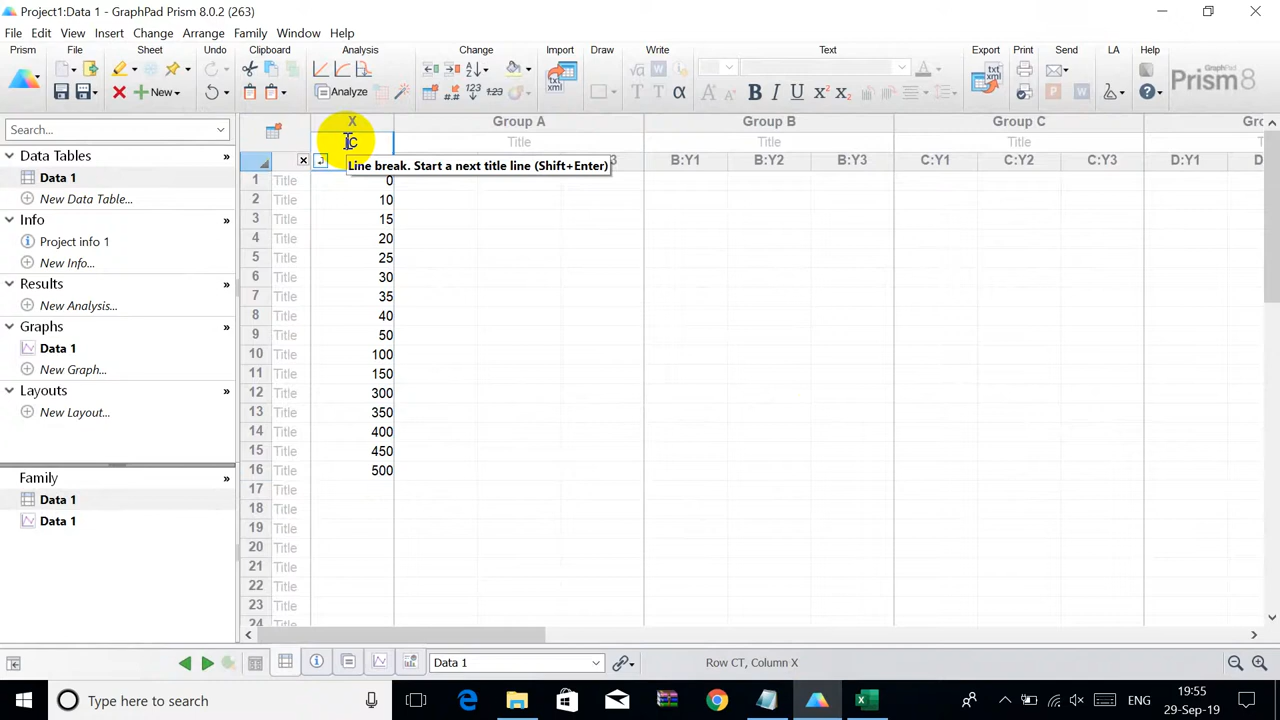 Project1:Data 1 - GraphPad Prism 8.0.2 (263)
File Edit View Insert Change Arrange Family Window Help
Prism File Sheet Undo Clipboard Analysis Change Import Draw Write Text Export Print Send LA Help
New Analyze GraphPad Prism 8
Search...
X Group A Group B Group C
C Title Title Title
Line break. Start a next title line (Shift+Enter)
B:Y1 B:Y2 B:Y3 C:Y1 C:Y2 C:Y3 D:Y1
Data Tables
Data 1
New Data Table...
Info
Project info 1
New Info...
Results
New Analysis...
Graphs
Data 1
New Graph...
Layouts
New Layout...
Family
Data 1
Data 1
1 Title 0
2 Title 10
3 Title 15
4 Title 20
5 Title 25
6 Title 30
7 Title 35
8 Title 40
9 Title 50
10 Title 100
11 Title 150
12 Title 300
13 Title 350
14 Title 400
15 Title 450
16 Title 500
17 Title
18 Title
19 Title
20 Title
21 Title
22 Title
23 Title
24
Data 1 Row CT, Column X
Type here to search ENG 19:55
29-Sep-19